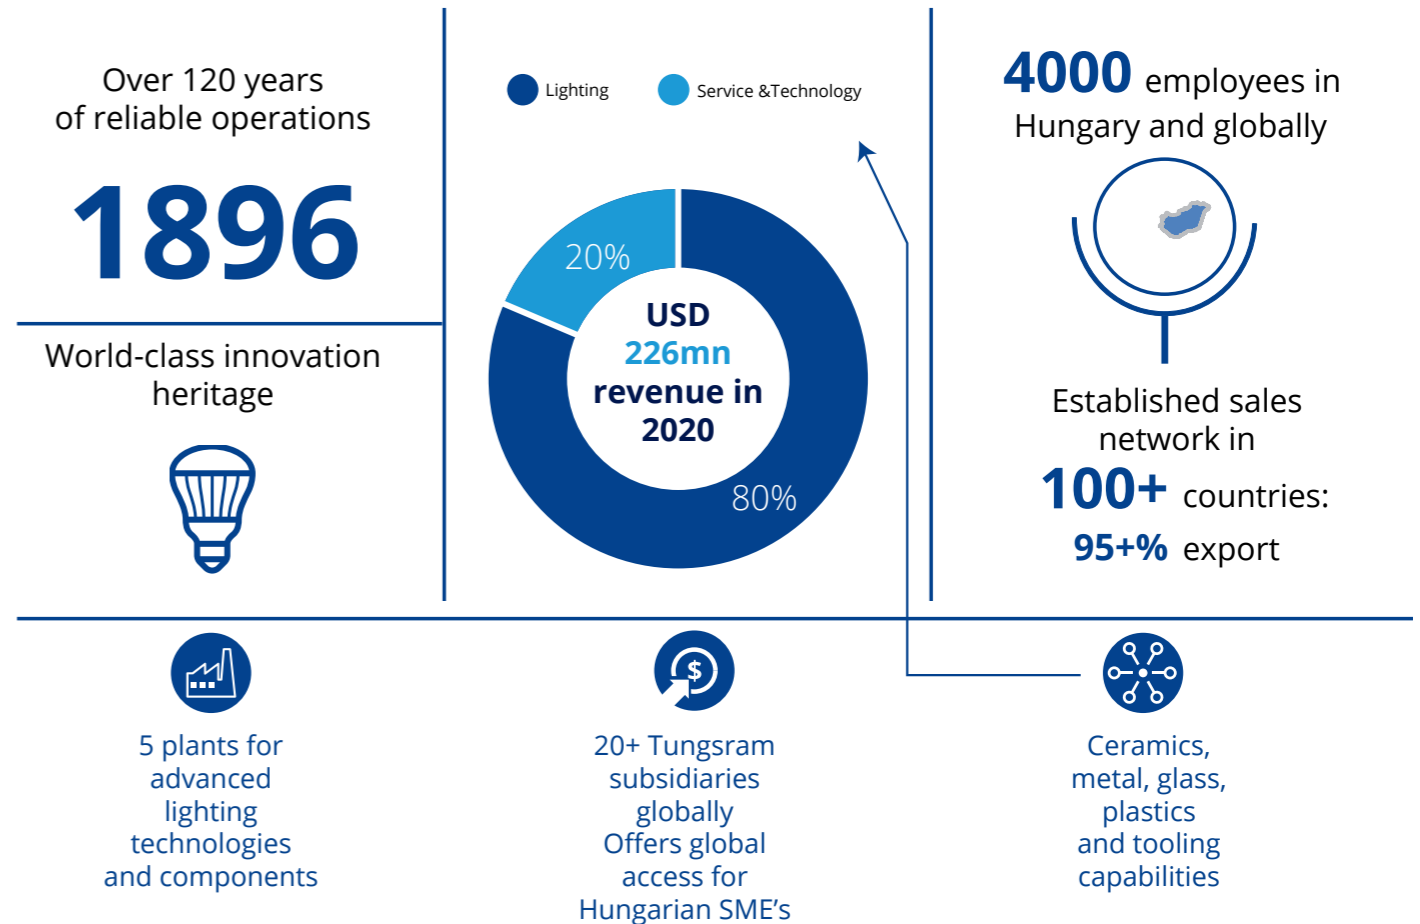 Over 120 years
of reliable operations
1896
World-class innovation
heritage
Lighting
Service &Technology
20%
USD
226mn
revenue in
2020
80%
4000 employees in
Hungary and globally
Established sales
network in
100+ countries:
95+% export
5 plants for
advanced
lighting
technologies
and components
$
20+ Tungsram
subsidiaries
globally
Offers global
access for
Hungarian SME’s
Ceramics,
metal, glass,
plastics
and tooling
capabilities